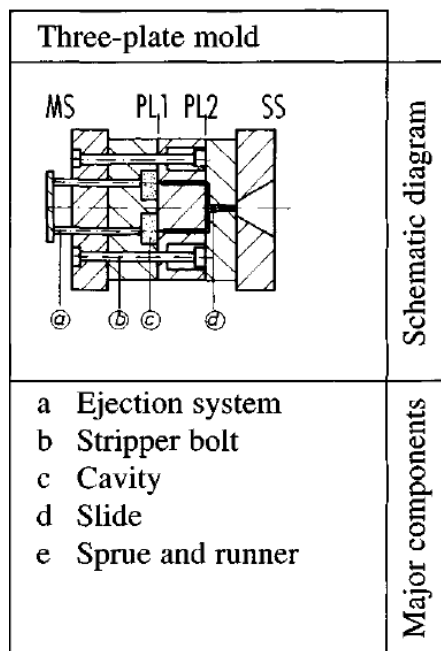 Three-plate mold
MS PL1 PL2 SS
a b c d
Schematic diagram
a Ejection system
b Stripper bolt
c Cavity
d Slide
e Sprue and runner
Major components